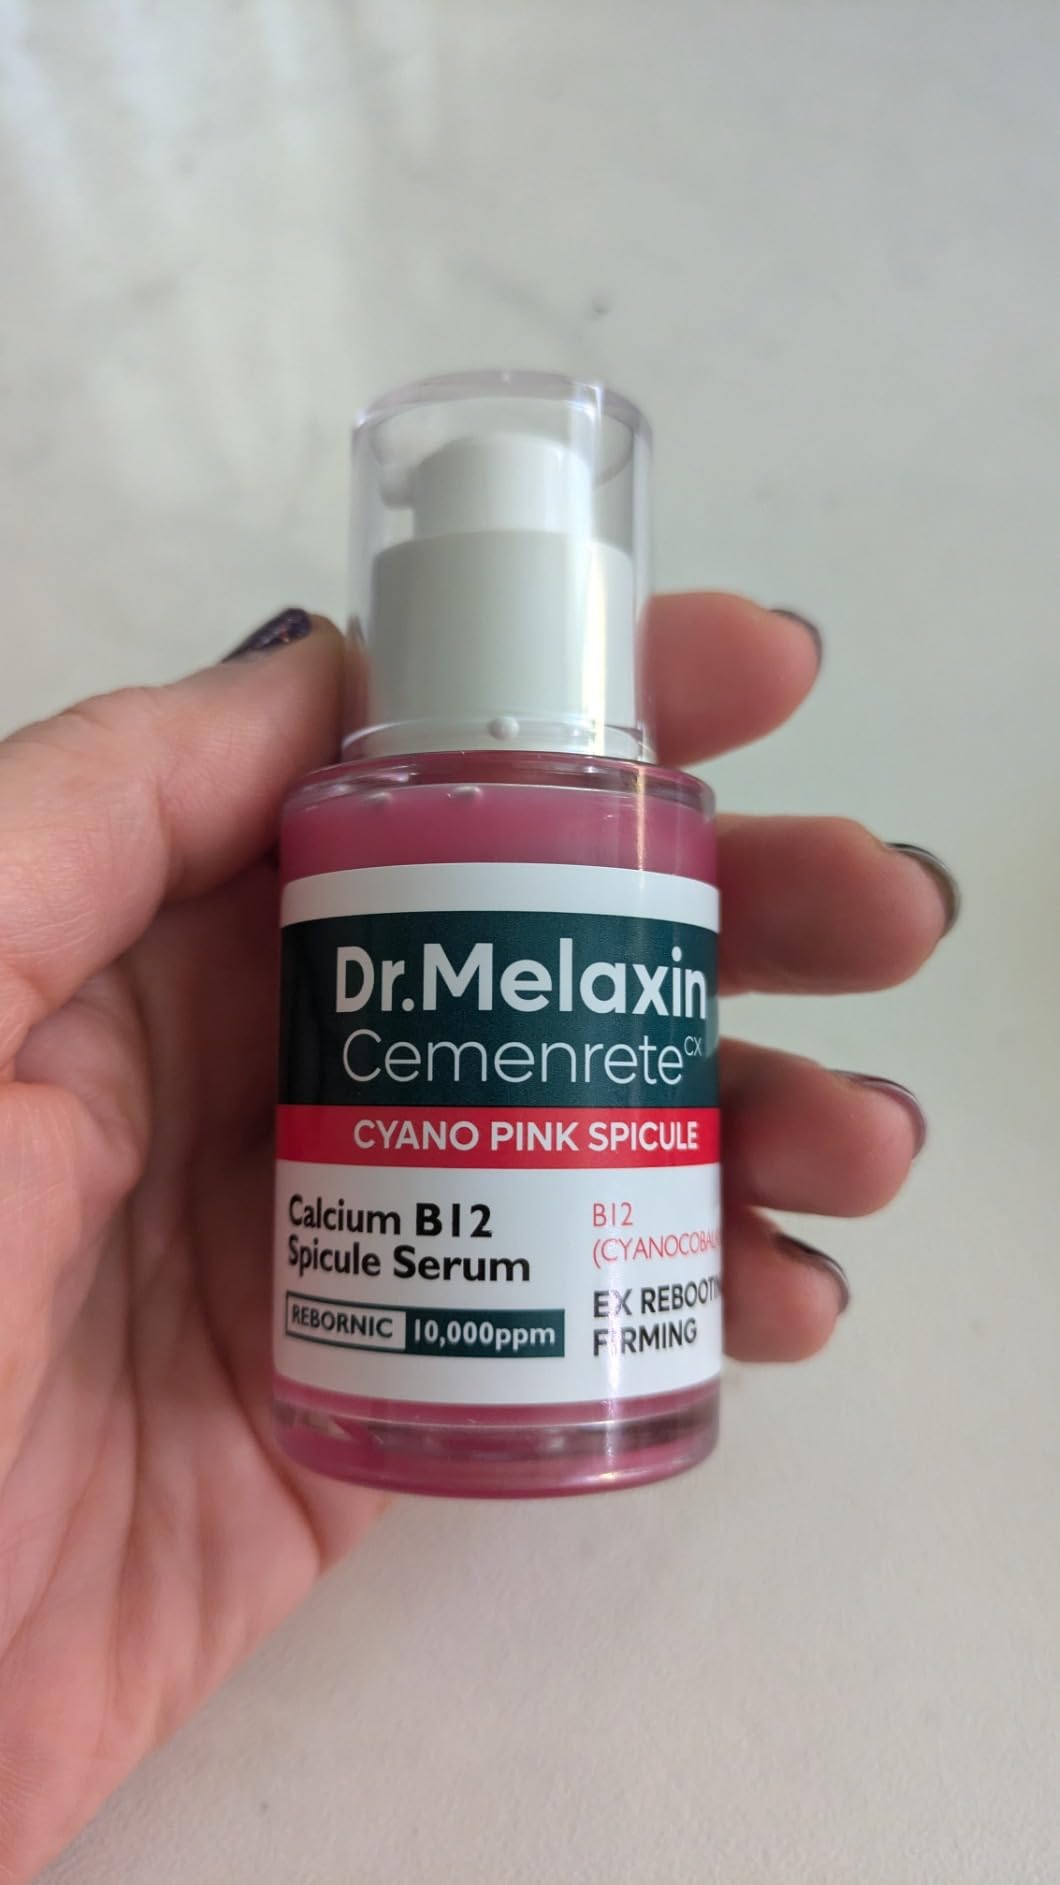 Dr.Melaxin
Cemenrete CX
CYANO PINK SPICULE
Calcium B12
Spicule Serum
REBORNIC 10,000ppm
B12
EX
FIRMING